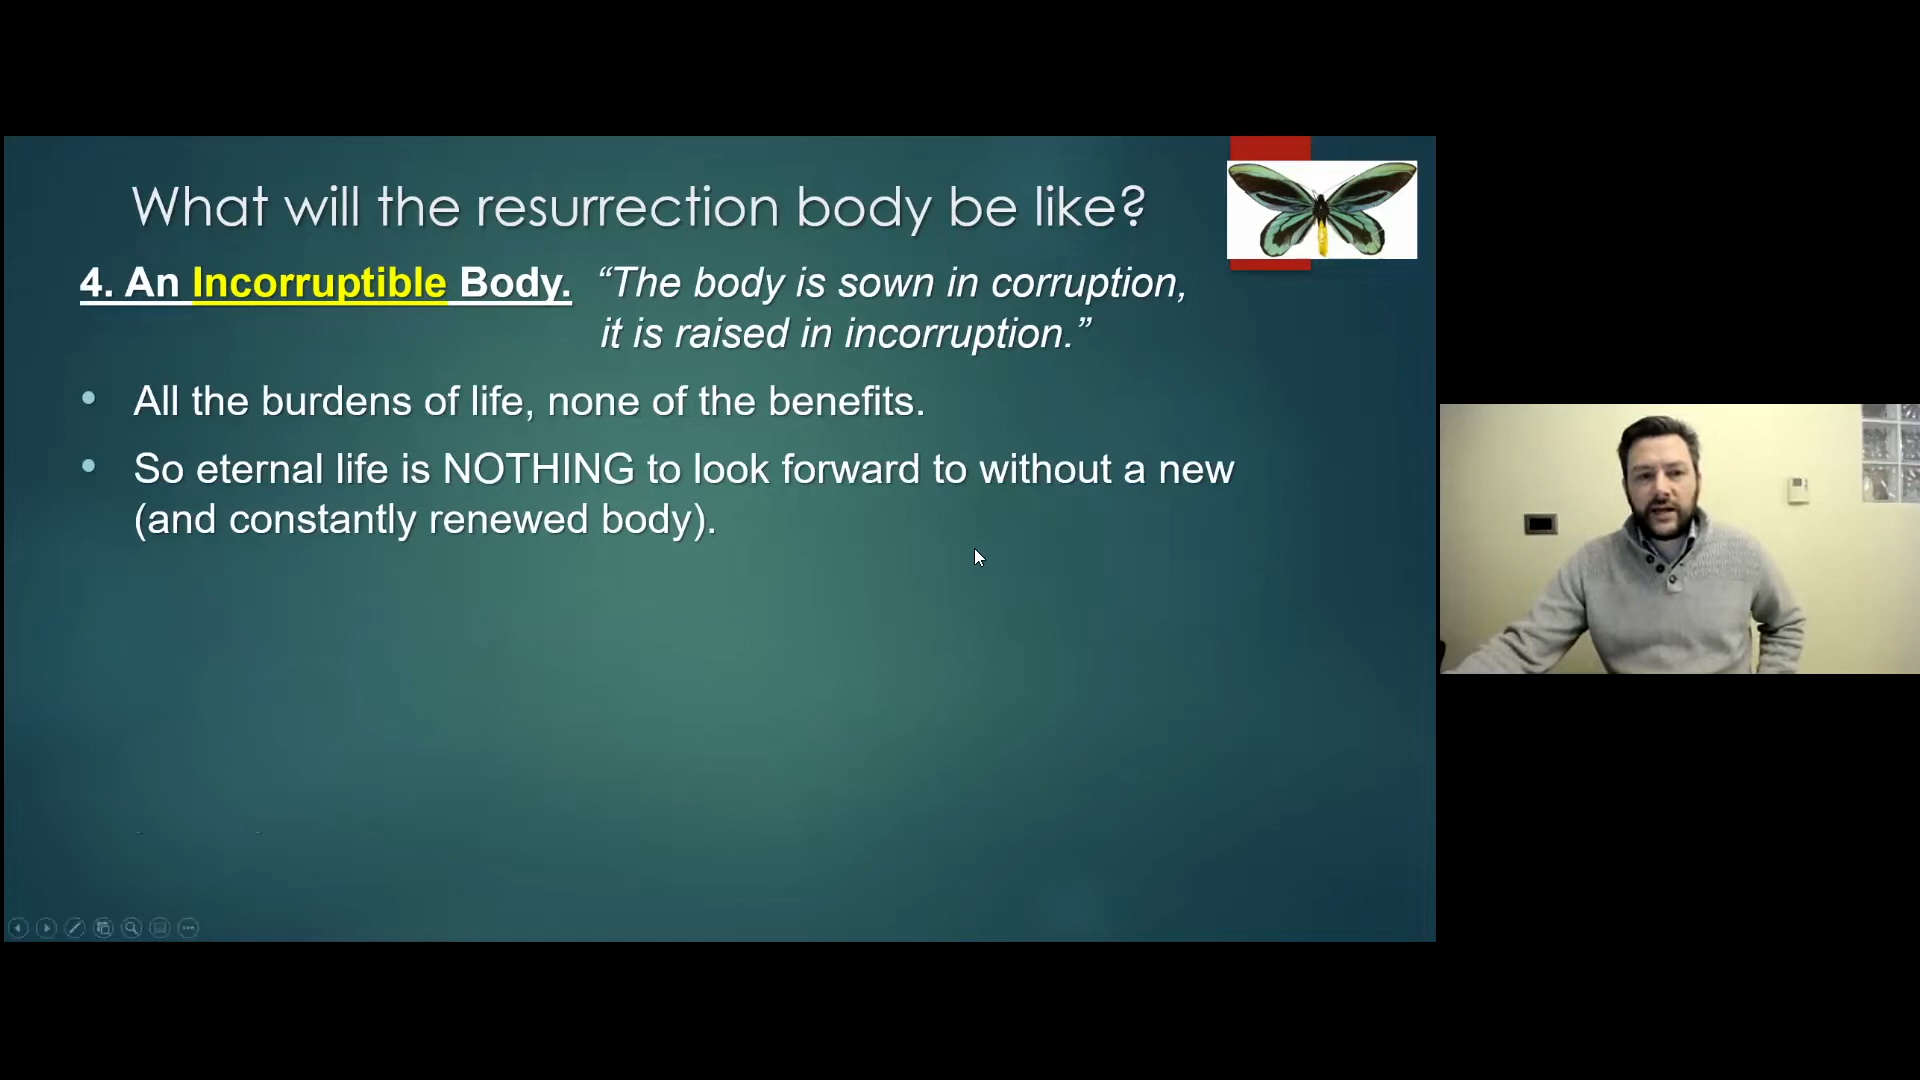 What will the resurrection body be like?
4. An Incorruptible Body. “The body is sown in corruption,
it is raised in incorruption.”
• All the burdens of life, none of the benefits.
• So eternal life is NOTHING to look forward to without a new
(and constantly renewed body).